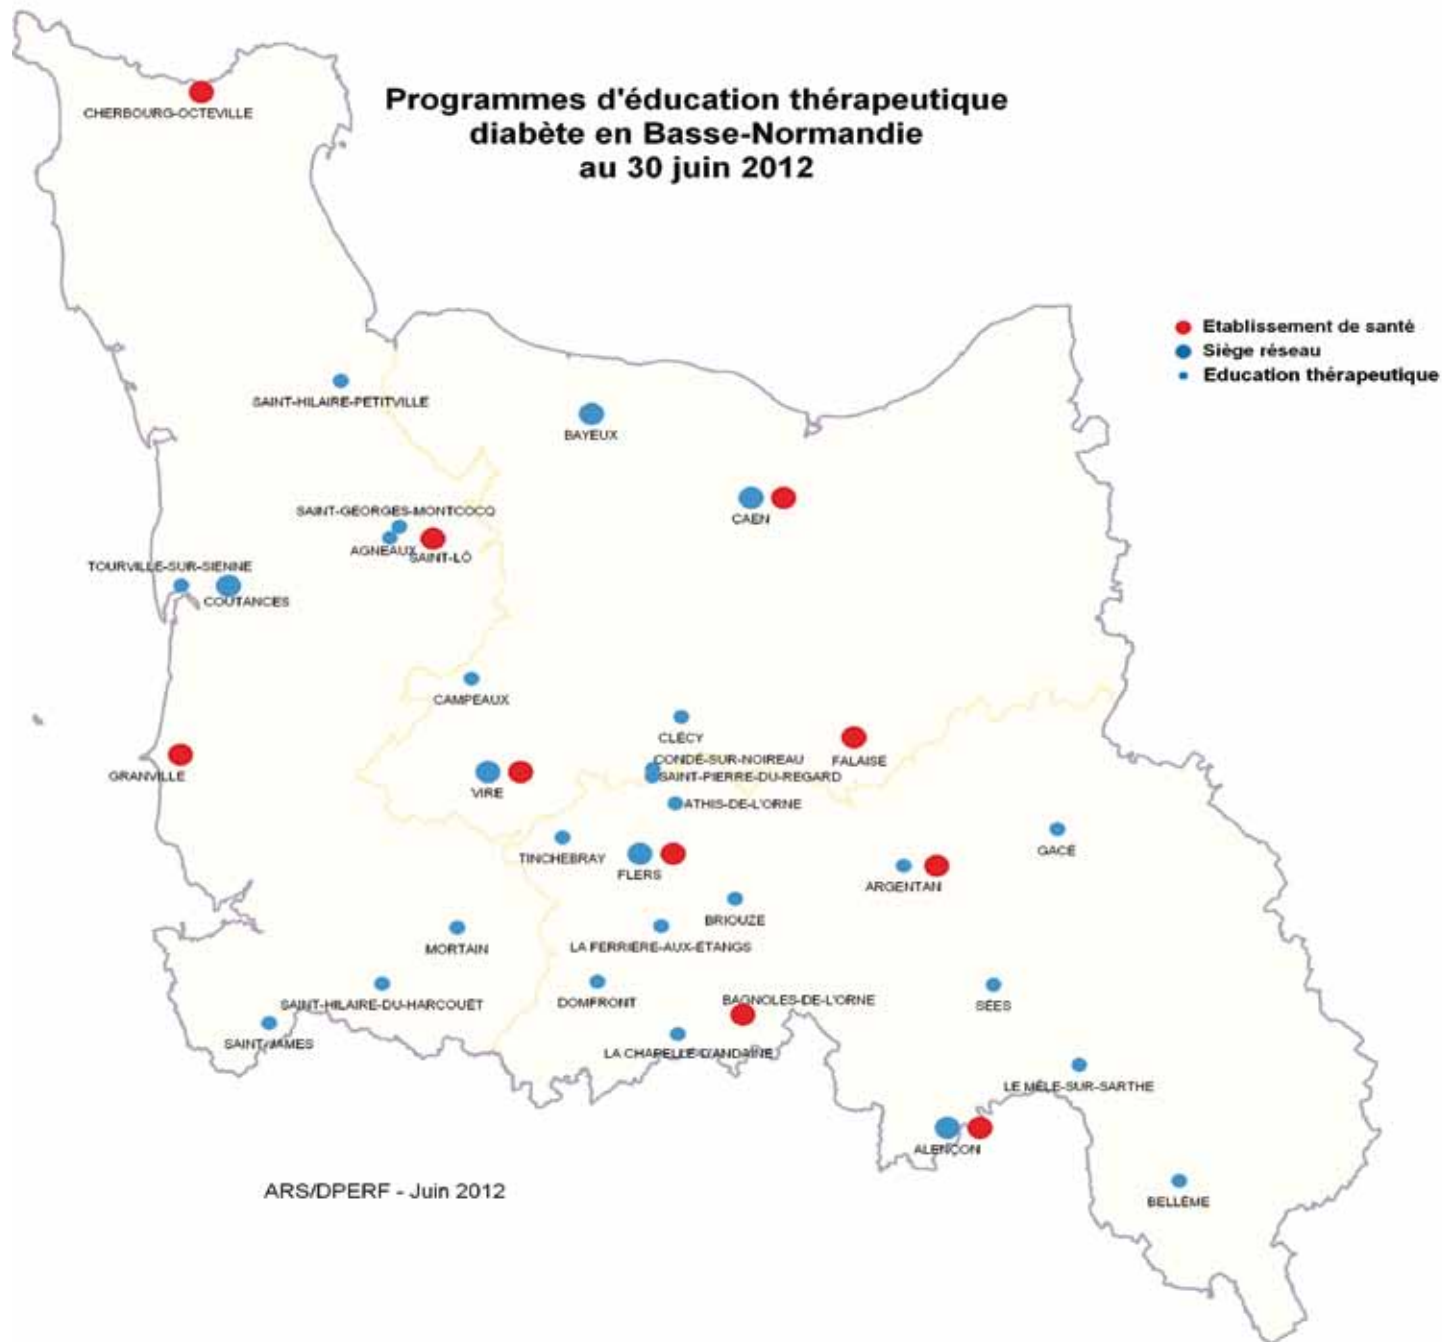 Programmes d'éducation thérapeutique
diabète en Basse-Normandie
au 30 juin 2012
CHERBOURG-OCTEVILLE
Etablissement de santé
Siège réseau
Education thérapeutique
SAINT-HILAIRE-PETITVILLE
BAYEUX
CAEN
SAINT-GEORGES-MONTCOCQ
AGNEAUX
SAINT-LÔ
TOURVILLE-SUR-SIENNE
COUTANCES
CAMPEAUX
CLÉCY
CONDÉ-SUR-NOIREAU
FALAISE
SAINT-PIERRE-DU-REGARD
GRANVILLE
VIRE
ATHIS-DE-L'ORNE
TINCHEBRAY
FLERS
GACÉ
ARGENTAN
BRIOUZE
MORTAIN
LA FERRIÈRE-AUX-ÉTANGS
SAINT-HILAIRE-DU-HARCOUËT
DOMFRONT
BAGNOLES-DE-L'ORNE
SÉES
SAINT-JAMES
LA CHAPELLE-D'ANDAINE
LE MÊLE-SUR-SARTHE
ALENÇON
BELLÊME
ARS/DPERF - Juin 2012